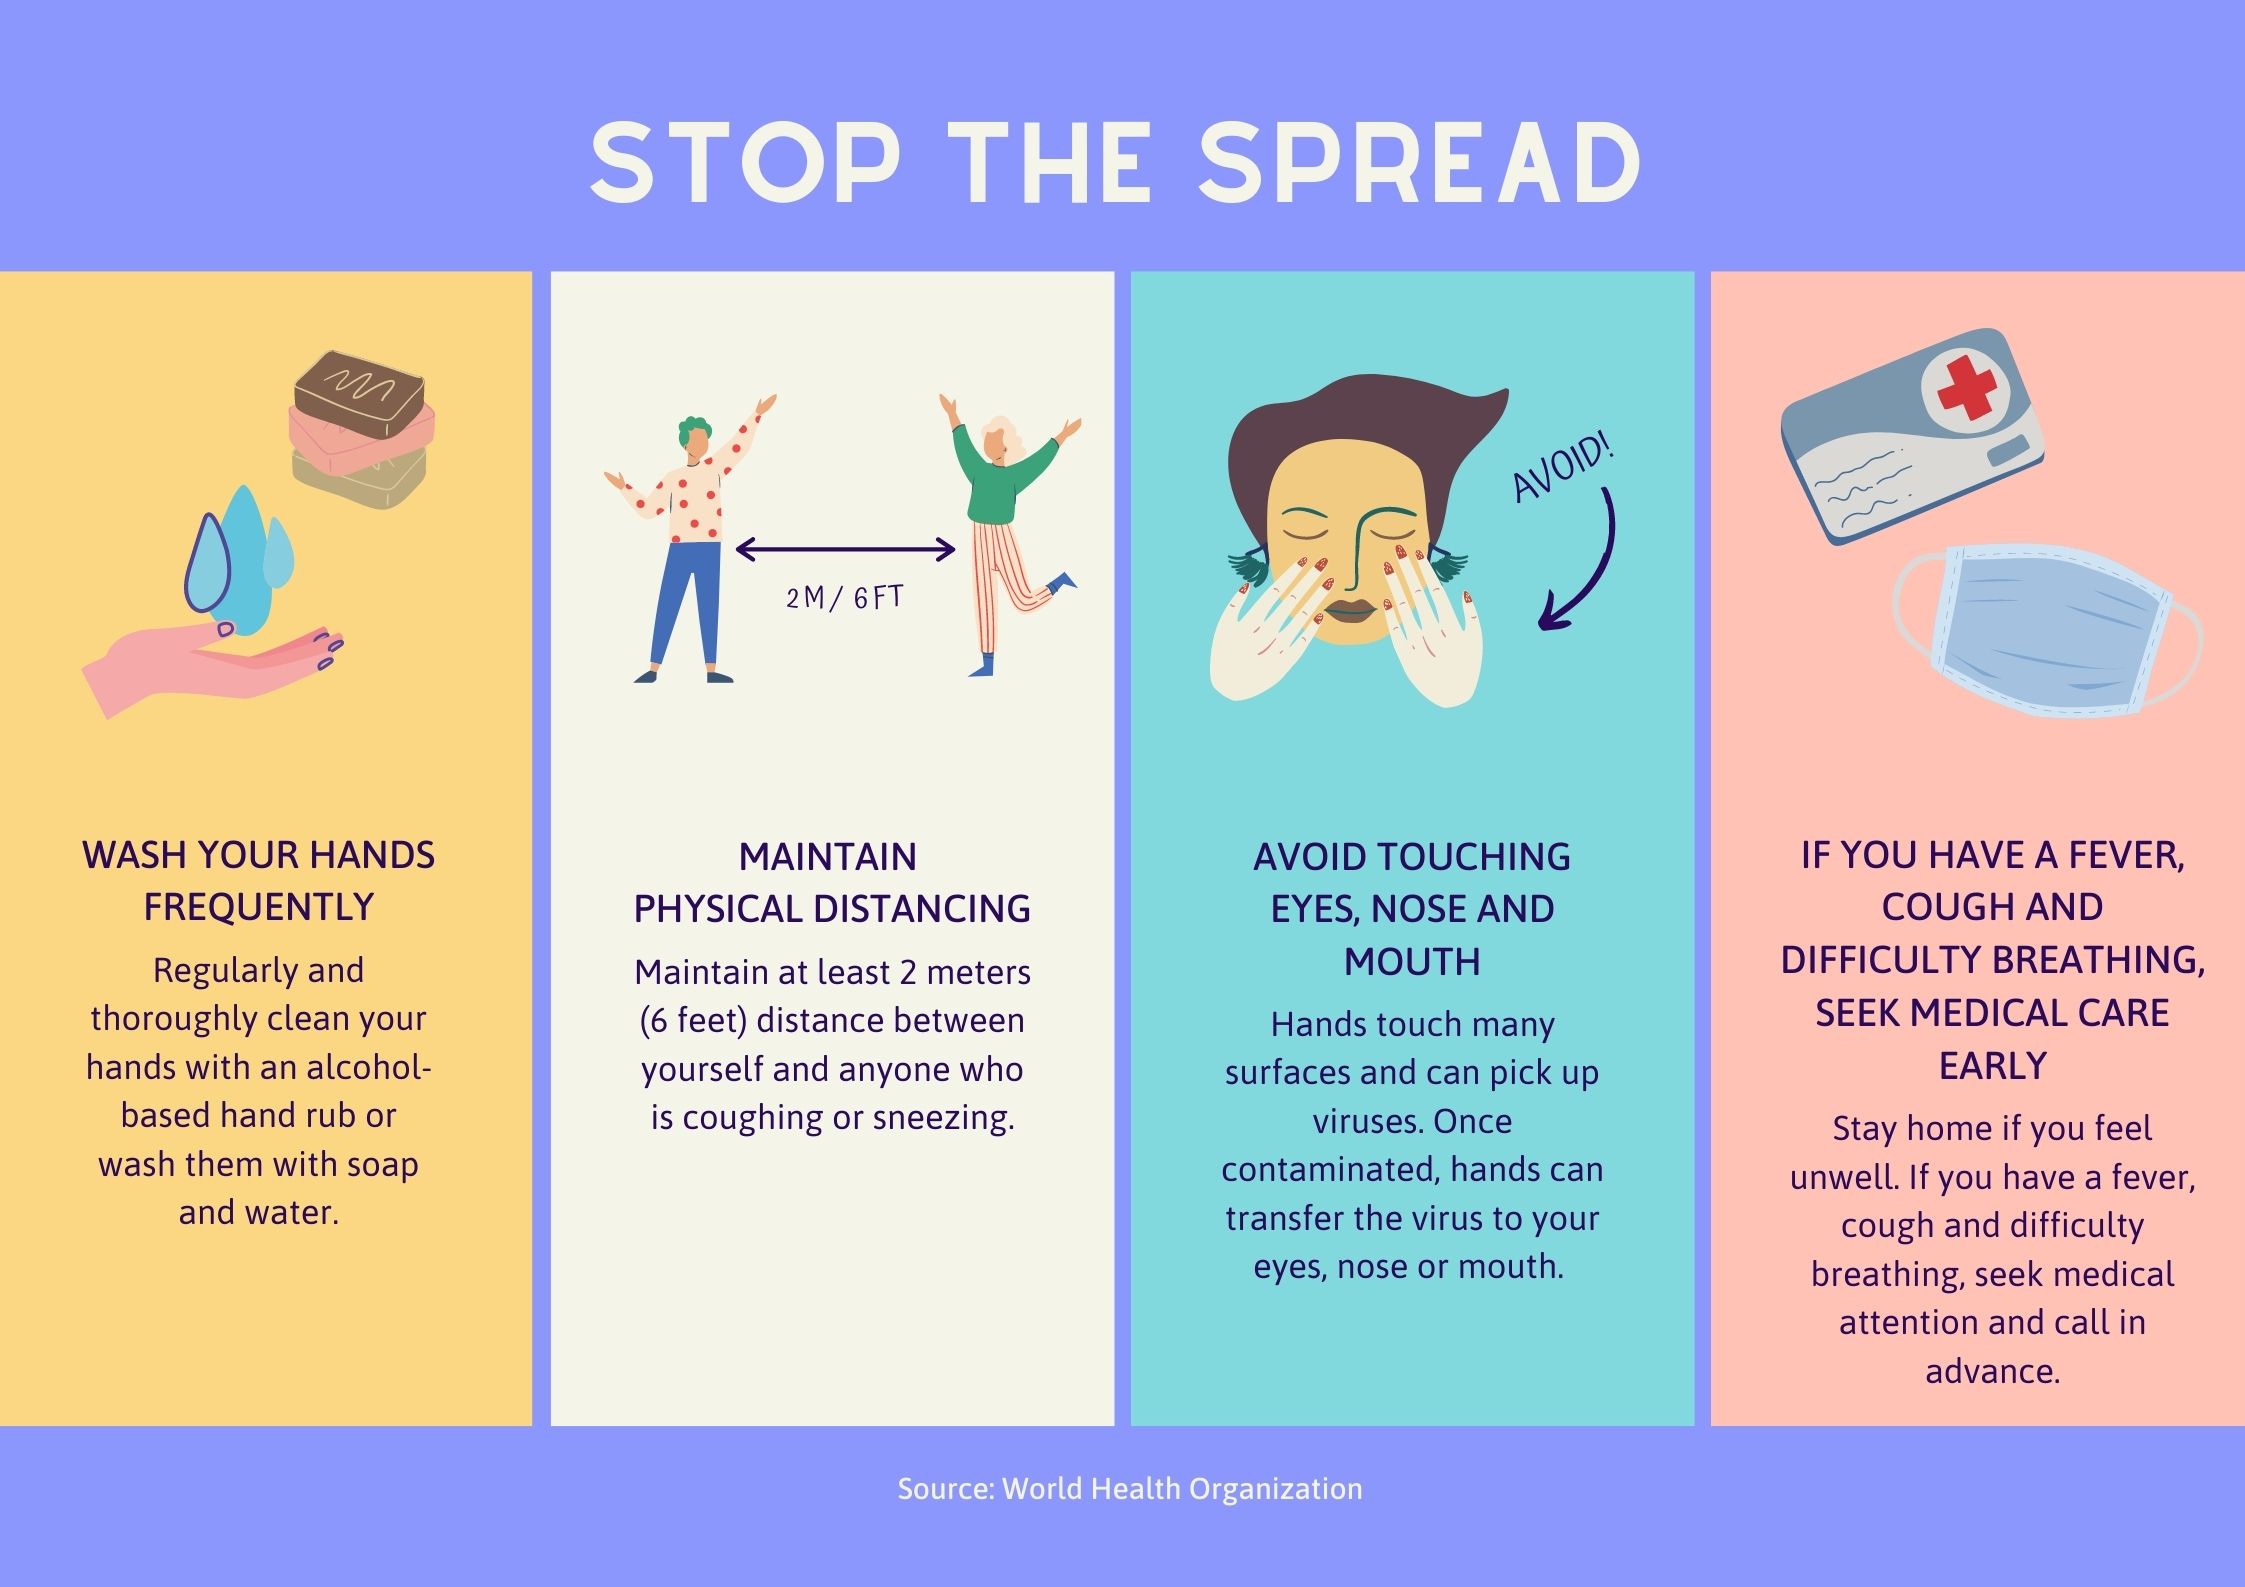 STOP THE SPREAD
WASH YOUR HANDS
FREQUENTLY
Regularly and
thoroughly clean your
hands with an alcohol-
based hand rub or
wash them with soap
and water.
2M/ 6FT
MAINTAIN
PHYSICAL DISTANCING
Maintain at least 2 meters
(6 feet) distance between
yourself and anyone who
is coughing or sneezing.
AVOID!
AVOID TOUCHING
EYES, NOSE AND
MOUTH
Hands touch many
surfaces and can pick up
viruses. Once
contaminated, hands can
transfer the virus to your
eyes, nose or mouth.
IF YOU HAVE A FEVER,
COUGH AND
DIFFICULTY BREATHING,
SEEK MEDICAL CARE
EARLY
Stay home if you feel
unwell. If you have a fever,
cough and difficulty
breathing, seek medical
attention and call in
advance.
Source: World Health Organization